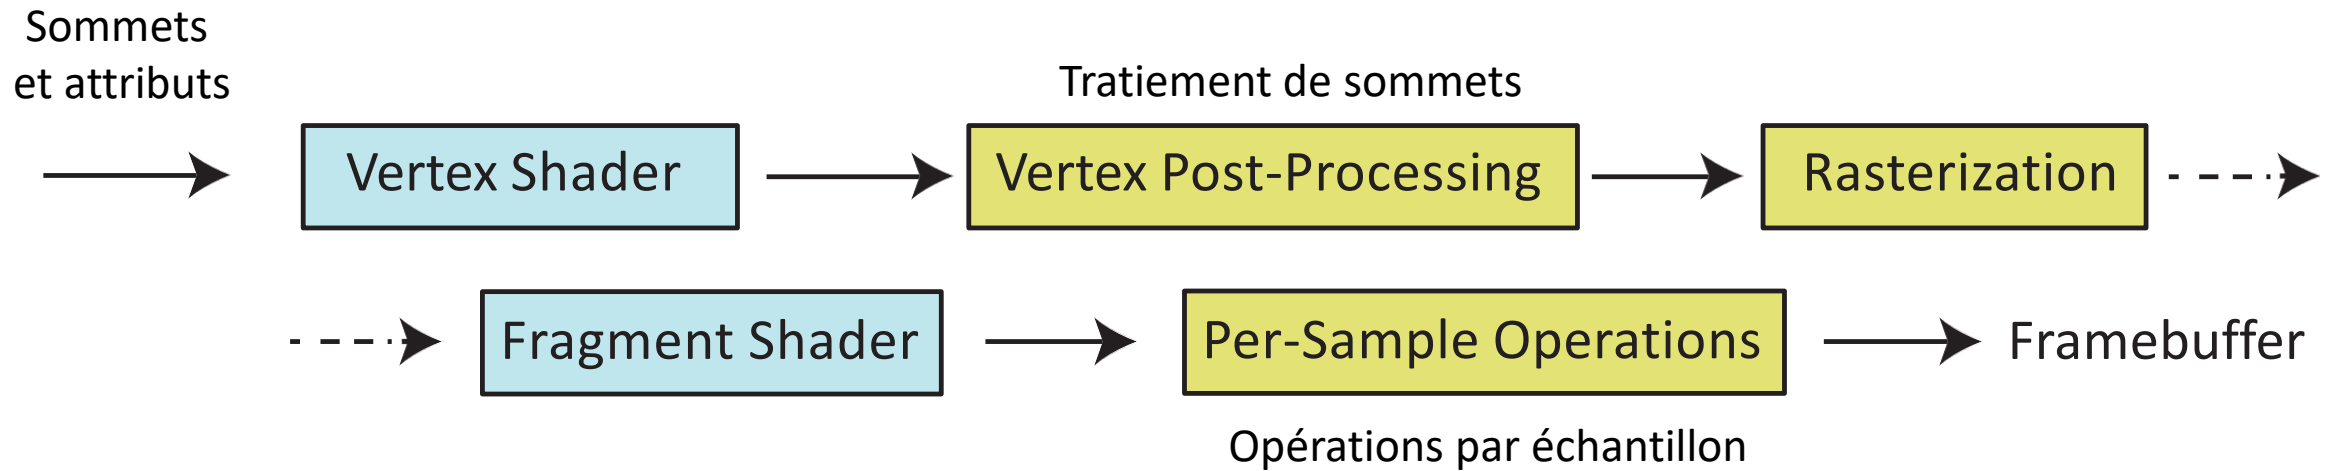 Sommets
et attributs
Tratiement de sommets
Vertex Shader
Vertex Post-Processing
Rasterization
Fragment Shader
Per-Sample Operations
Framebuffer
Opérations par échantillon